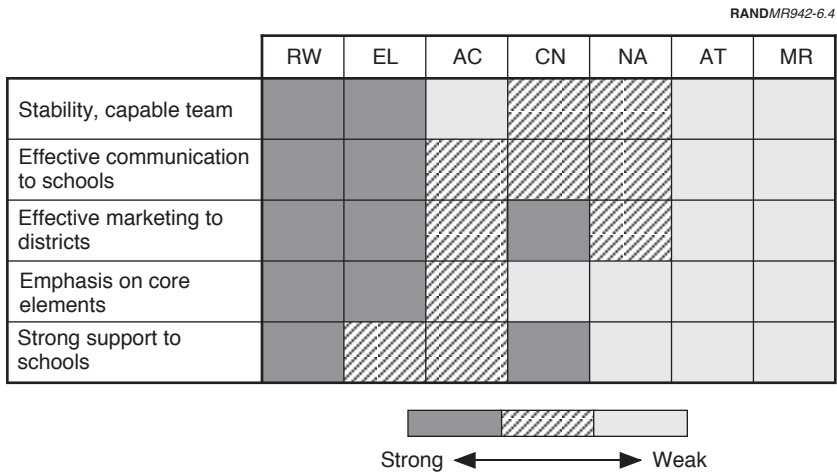 RANDMR942-6.4
RW EL AC CN NA AT MR
Stability, capable team
Effective communication
to schools
Effective marketing to
districts
Emphasis on core
elements
Strong support to
schools
Strong Weak